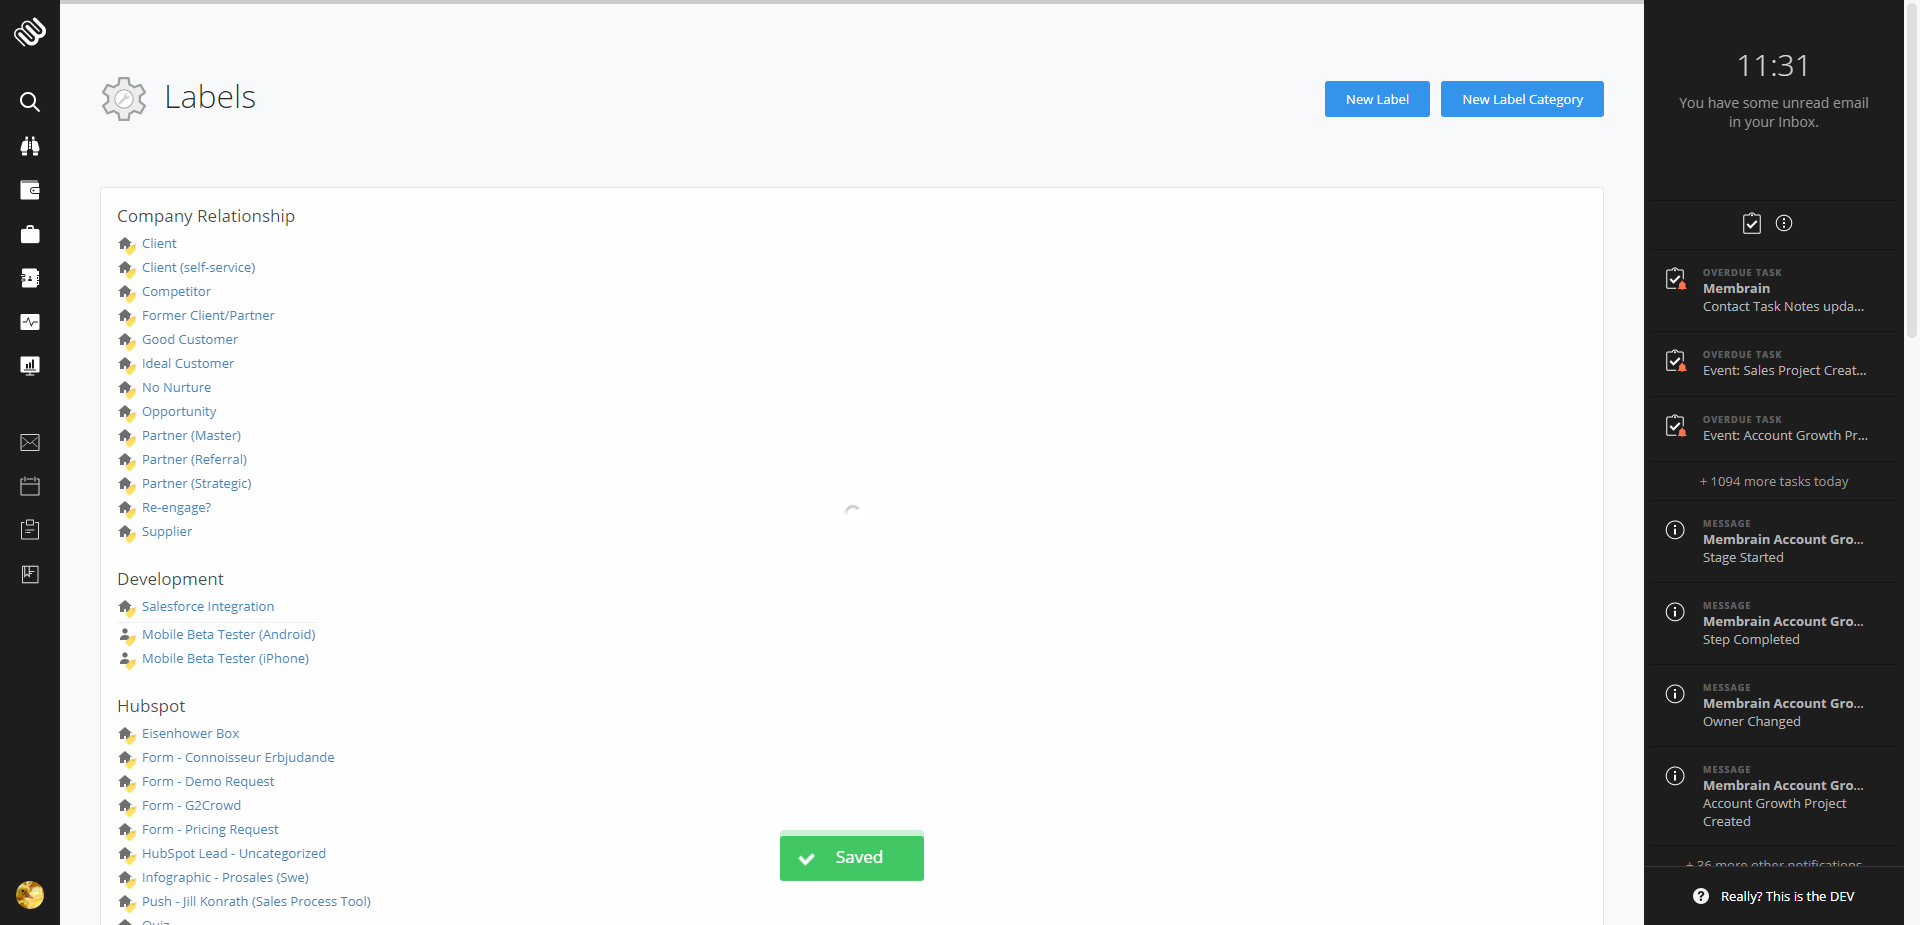 Labels
New Label
New Label Category
Company Relationship
Client
Client (self-service)
Competitor
Former Client/Partner
Good Customer
Ideal Customer
No Nurture
Opportunity
Partner (Master)
Partner (Referral)
Partner (Strategic)
Re-engage?
Supplier
Development
Salesforce Integration
Mobile Beta Tester (Android)
Mobile Beta Tester (iPhone)
Hubspot
Eisenhower Box
Form - Connoisseur Erbjudande
Form - Demo Request
Form - G2Crowd
Form - Pricing Request
HubSpot Lead - Uncategorized
Infographic - Prosales (Swe)
Push - Jill Konrath (Sales Process Tool)
Quiz
Saved
11:31
You have some unread email
in your Inbox.
OVERDUE TASK
Membrain
Contact Task Notes upda...
OVERDUE TASK
Event: Sales Project Creat...
OVERDUE TASK
Event: Account Growth Pr...
+ 1094 more tasks today
MESSAGE
Membrain Account Gro...
Stage Started
MESSAGE
Membrain Account Gro...
Step Completed
MESSAGE
Membrain Account Gro...
Owner Changed
MESSAGE
Membrain Account Gro...
Account Growth Project
Created
+ 36 more other notifications
Really? This is the DEV